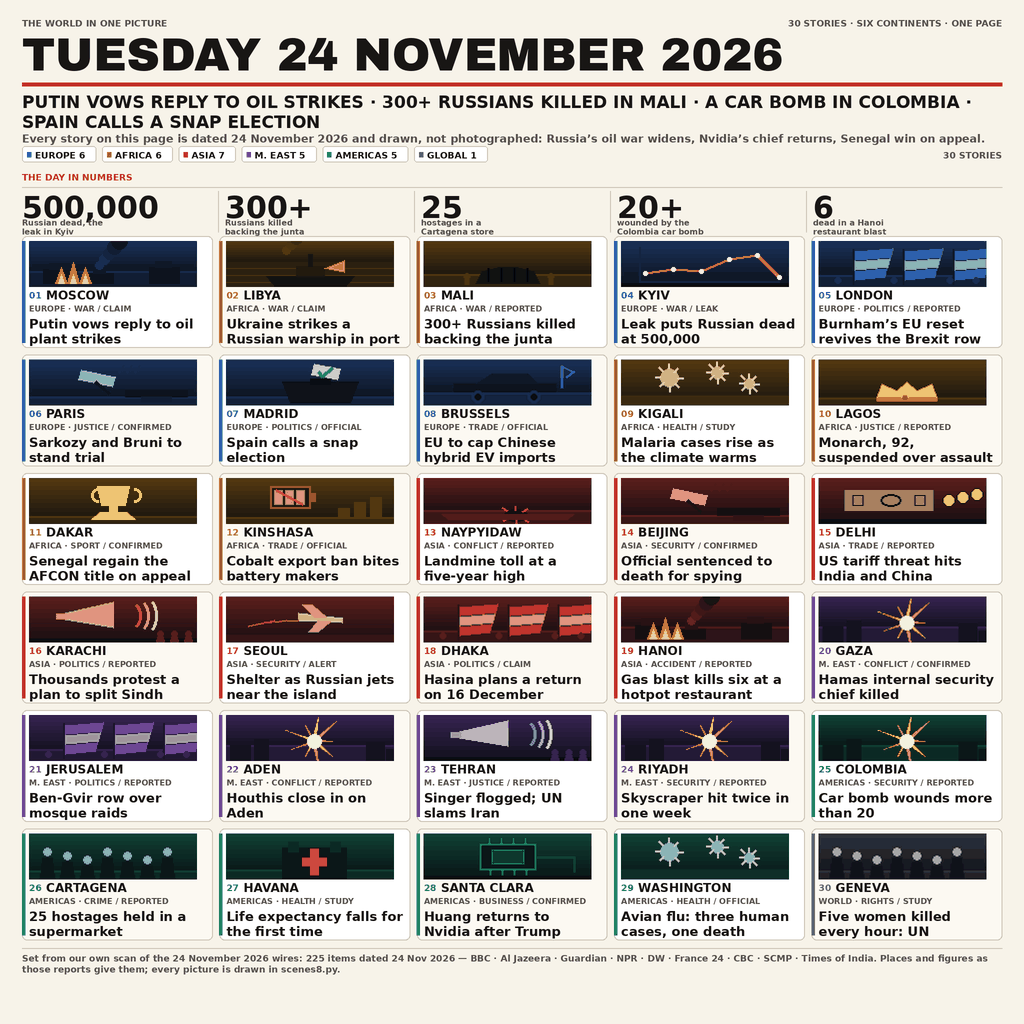 THE WORLD IN ONE PICTURE
30 STORIES · SIX CONTINENTS · ONE PAGE
TUESDAY 24 NOVEMBER 2026
PUTIN VOWS REPLY TO OIL STRIKES · 300+ RUSSIANS KILLED IN MALI · A CAR BOMB IN COLOMBIA ·
SPAIN CALLS A SNAP ELECTION
Every story on this page is dated 24 November 2026 and drawn, not photographed: Russia’s oil war widens, Nvidia’s chief returns, Senegal win on appeal.
EUROPE 6
AFRICA 6
ASIA 7
M. EAST 5
AMERICAS 5
GLOBAL 1
30 STORIES
THE DAY IN NUMBERS
500,000
Russian dead, the
leak in Kyiv
300+
Russians killed
backing the junta
25
hostages in a
Cartagena store
20+
wounded by the
Colombia car bomb
6
dead in a Hanoi
restaurant blast
01 MOSCOW
EUROPE · WAR / CLAIM
Putin vows reply to oil
plant strikes
02 LIBYA
AFRICA · WAR / CLAIM
Ukraine strikes a
Russian warship in port
03 MALI
AFRICA · WAR / REPORTED
300+ Russians killed
backing the junta
04 KYIV
EUROPE · WAR / LEAK
Leak puts Russian dead
at 500,000
05 LONDON
EUROPE · POLITICS / REPORTED
Burnham’s EU reset
revives the Brexit row
06 PARIS
EUROPE · JUSTICE / CONFIRMED
Sarkozy and Bruni to
stand trial
07 MADRID
EUROPE · POLITICS / OFFICIAL
Spain calls a snap
election
08 BRUSSELS
EUROPE · TRADE / OFFICIAL
EU to cap Chinese
hybrid EV imports
09 KIGALI
AFRICA · HEALTH / STUDY
Malaria cases rise as
the climate warms
10 LAGOS
AFRICA · JUSTICE / REPORTED
Monarch, 92,
suspended over assault
11 DAKAR
AFRICA · SPORT / CONFIRMED
Senegal regain the
AFCON title on appeal
12 KINSHASA
AFRICA · TRADE / OFFICIAL
Cobalt export ban bites
battery makers
13 NAYPYIDAW
ASIA · CONFLICT / REPORTED
Landmine toll at a
five-year high
14 BEIJING
ASIA · SECURITY / CONFIRMED
Official sentenced to
death for spying
15 DELHI
ASIA · TRADE / REPORTED
US tariff threat hits
India and China
16 KARACHI
ASIA · POLITICS / REPORTED
Thousands protest a
plan to split Sindh
17 SEOUL
ASIA · SECURITY / ALERT
Shelter as Russian jets
near the island
18 DHAKA
ASIA · POLITICS / CLAIM
Hasina plans a return
on 16 December
19 HANOI
ASIA · ACCIDENT / REPORTED
Gas blast kills six at a
hotpot restaurant
20 GAZA
M. EAST · CONFLICT / CONFIRMED
Hamas internal security
chief killed
21 JERUSALEM
M. EAST · POLITICS / REPORTED
Ben-Gvir row over
mosque raids
22 ADEN
M. EAST · CONFLICT / REPORTED
Houthis close in on
Aden
23 TEHRAN
M. EAST · JUSTICE / REPORTED
Singer flogged; UN
slams Iran
24 RIYADH
M. EAST · SECURITY / REPORTED
Skyscraper hit twice in
one week
25 COLOMBIA
AMERICAS · SECURITY / REPORTED
Car bomb wounds more
than 20
26 CARTAGENA
AMERICAS · CRIME / REPORTED
25 hostages held in a
supermarket
27 HAVANA
AMERICAS · HEALTH / STUDY
Life expectancy falls for
the first time
28 SANTA CLARA
AMERICAS · BUSINESS / CONFIRMED
Huang returns to
Nvidia after Trump
29 WASHINGTON
AMERICAS · HEALTH / OFFICIAL
Avian flu: three human
cases, one death
30 GENEVA
WORLD · RIGHTS / STUDY
Five women killed
every hour: UN
Set from our own scan of the 24 November 2026 wires: 225 items dated 24 Nov 2026 — BBC · Al Jazeera · Guardian · NPR · DW · France 24 · CBC · SCMP · Times of India. Places and figures as
those reports give them; every picture is drawn in scenes8.py.